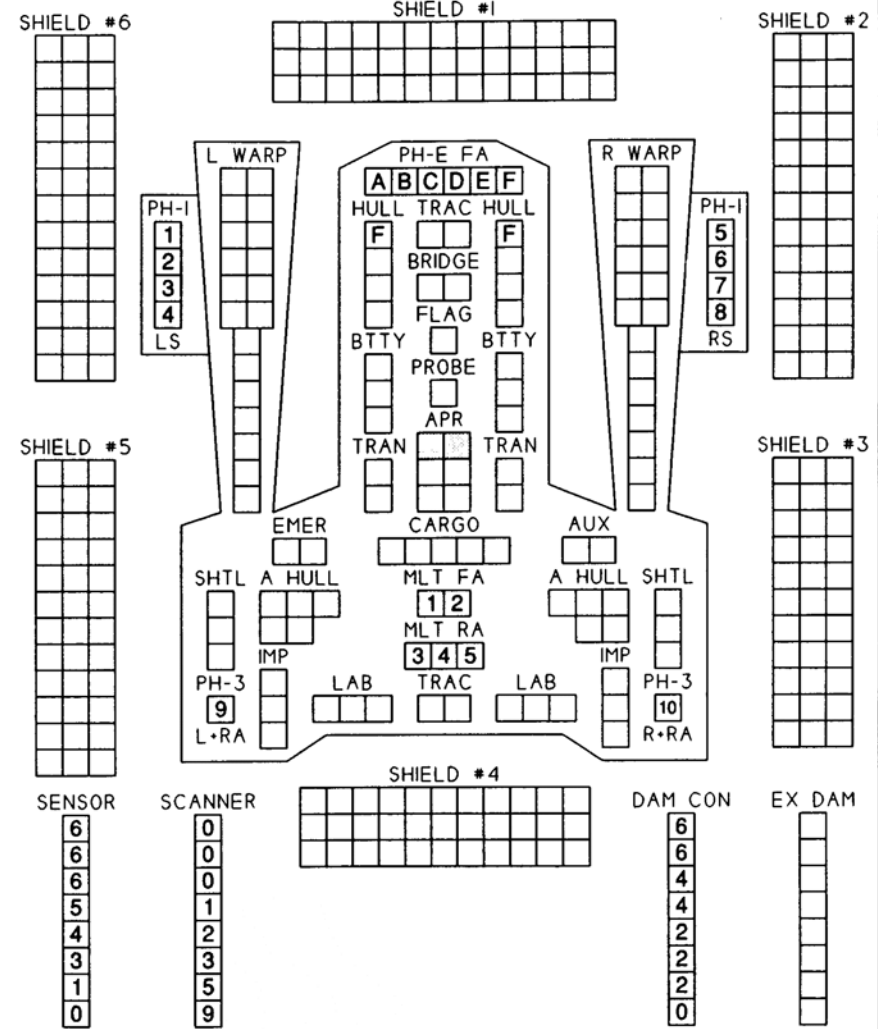 SHIELD #1
SHIELD #6
SHIELD #2
L WARP
PH-E FA
R WARP
A B C D E F
PH-1
HULL TRAC HULL
PH-1
F F
1
2
3
4
5
6
7
8
BRIDGE
FLAG
LS
BTTY
BTTY
RS
PROBE
APR
SHIELD #5
TRAN
TRAN
SHIELD #3
EMER
CARGO
AUX
SHTL
A HULL
MLT FA
A HULL
SHTL
1 2
MLT RA
IMP
3 4 5
IMP
PH-3
LAB
TRAC
LAB
PH-3
9
10
L+RA
R+RA
SHIELD #4
SENSOR
6
6
6
5
4
3
1
0
SCANNER
0
0
0
1
2
3
5
9
DAM CON
6
6
4
4
2
2
2
0
EX DAM